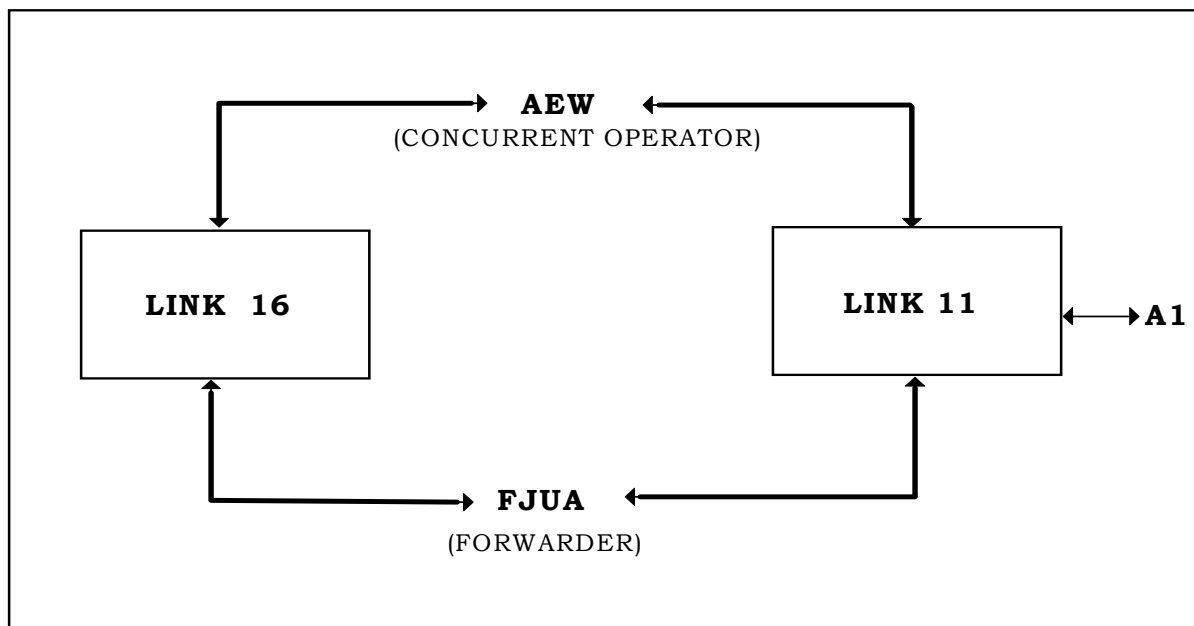 AEW
(CONCURRENT OPERATOR)
LINK 16
LINK 11
A1
FJUA
(FORWARDER)